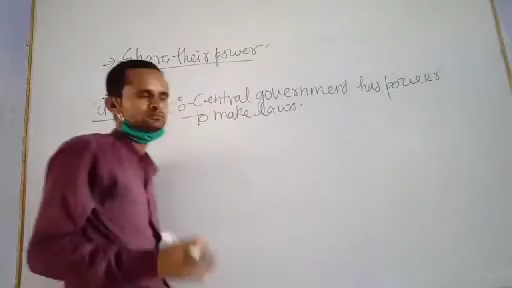 → Share their power.
:- Central government has power
to make laws.